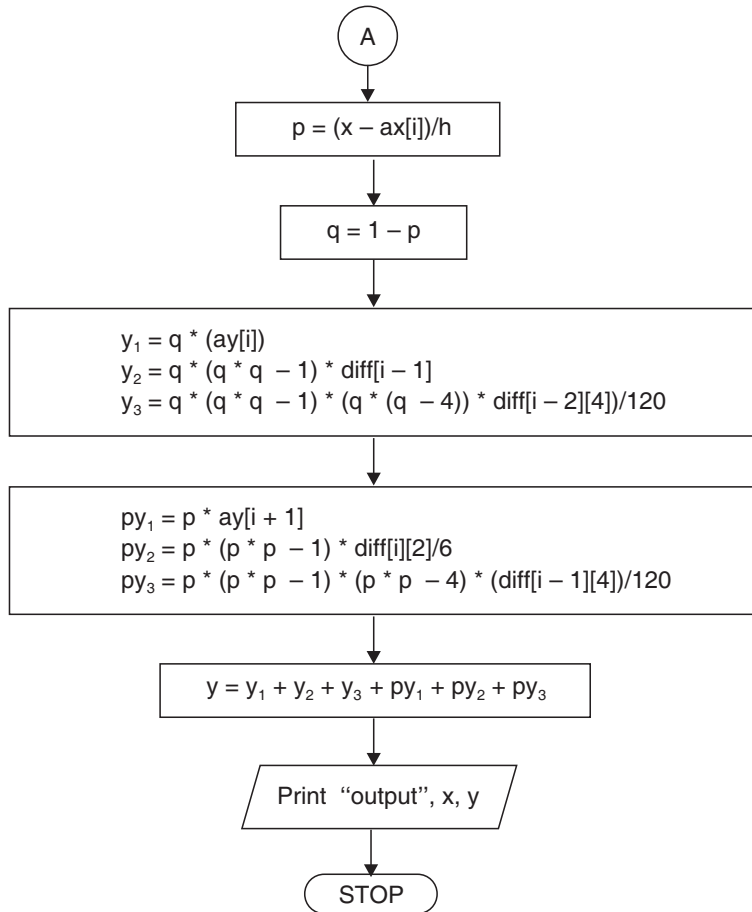 A
p = (x – ax[i])/h
q = 1 – p
y₁ = q * (ay[i])
y₂ = q * (q * q – 1) * diff[i – 1]
y₃ = q * (q * q – 1) * (q * (q – 4)) * diff[i – 2][4])/120
py₁ = p * ay[i + 1]
py₂ = p * (p * p – 1) * diff[i][2]/6
py₃ = p * (p * p – 1) * (p * p – 4) * (diff[i – 1][4])/120
y = y₁ + y₂ + y₃ + py₁ + py₂ + py₃
Print ‘‘output’’, x, y
STOP